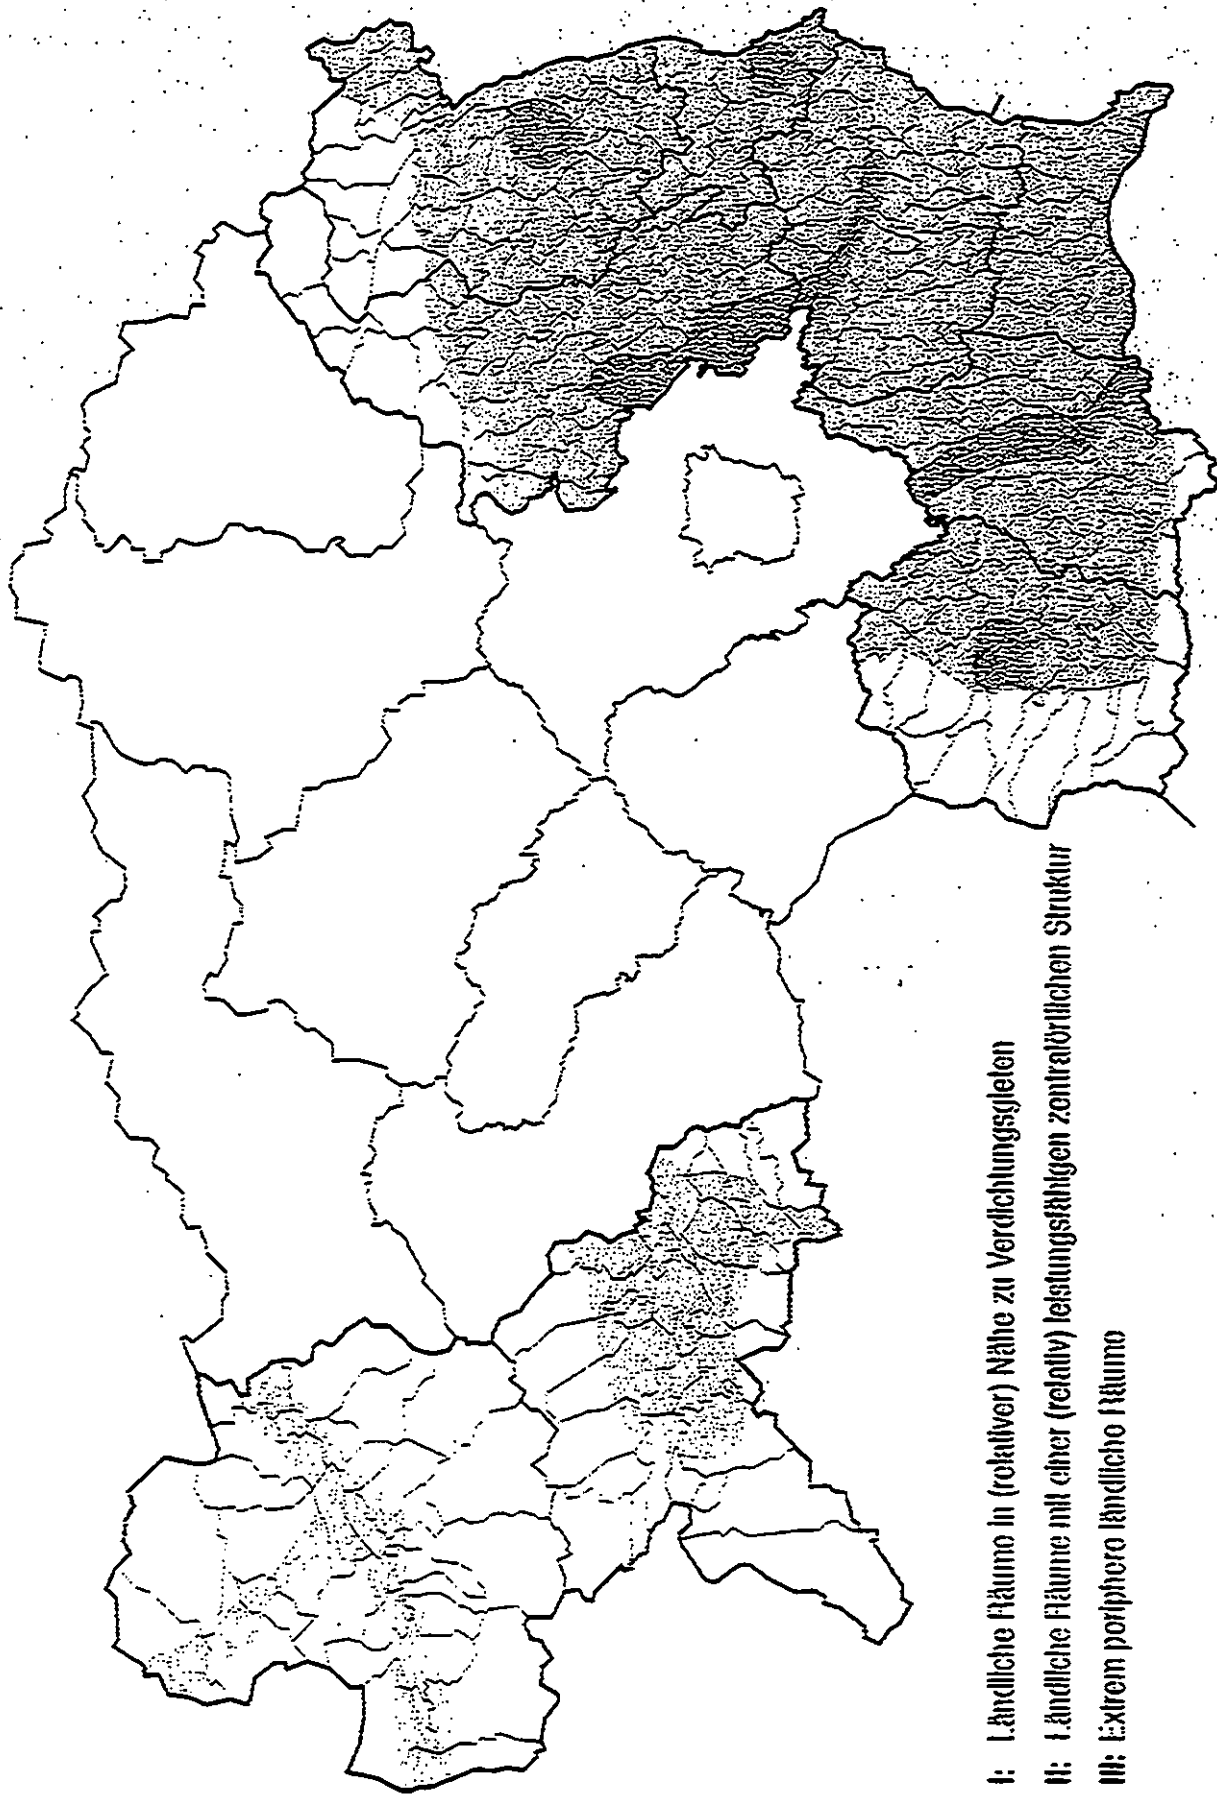 I: Ländliche Räume in (relativer) Nähe zu Verdichtungsgieten
II: Ländliche Räume mit einer (relativ) leistungsfähigen zentralörtlichen Struktur
III: Extrem periphere ländliche Räume